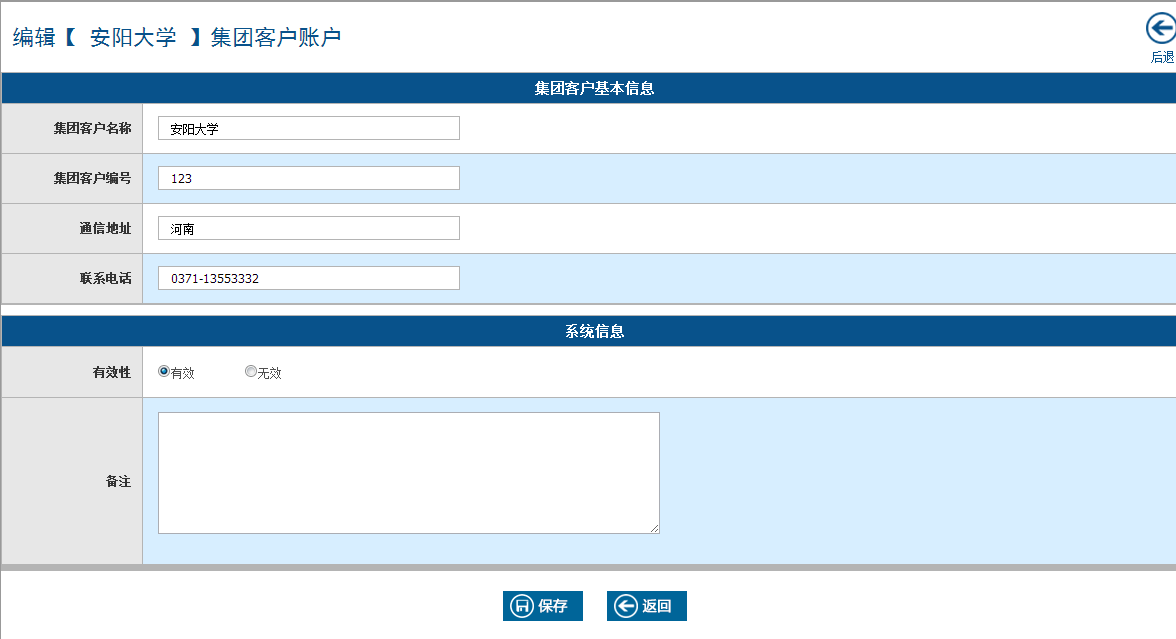 编辑【 安阳大学 】集团客户账户
后退
集团客户基本信息
集团客户名称 安阳大学
集团客户编号 123
通信地址 河南
联系电话 0371-13553332
系统信息
有效性 有效 无效
备注
保存 返回